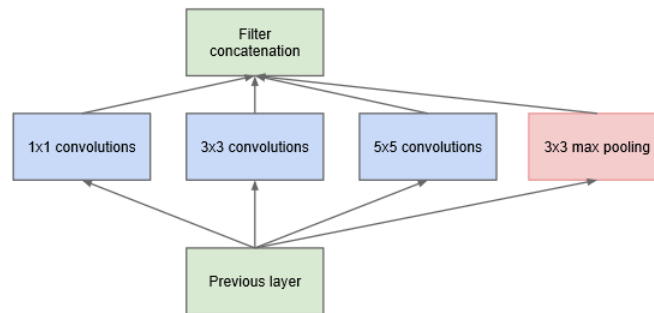 Filter
concatenation
1x1 convolutions
3x3 convolutions
5x5 convolutions
3x3 max pooling
Previous layer